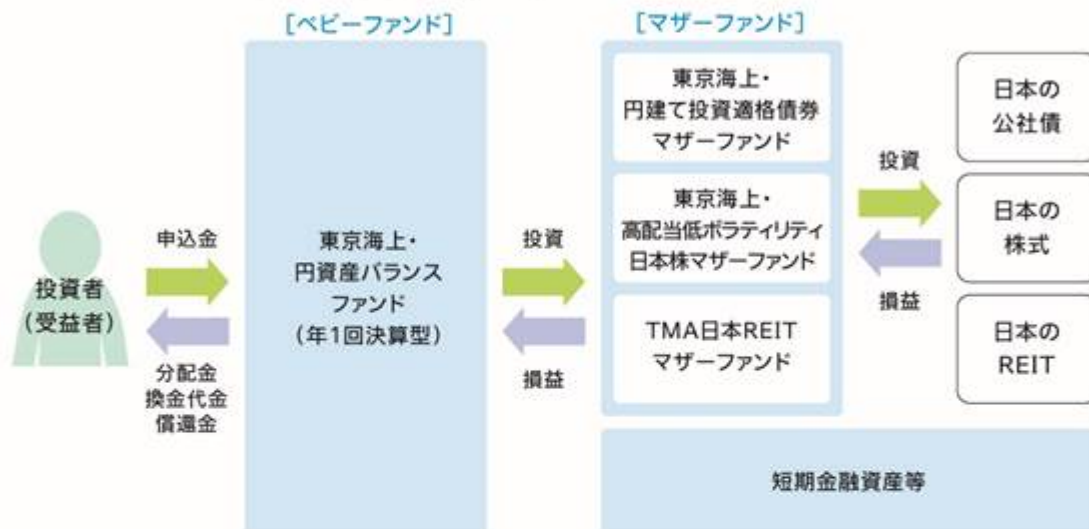 ［ベビーファンド］
［マザーファンド］
投資者
（受益者）
申込金
分配金
換金代金
償還金
東京海上・
円資産バランス
ファンド
（年1回決算型）
投資
損益
東京海上・
円建て投資適格債券
マザーファンド
東京海上・
高配当低ボラティリティ
日本株マザーファンド
TMA日本REIT
マザーファンド
投資
損益
日本の
公社債
日本の
株式
日本の
REIT
短期金融資産等